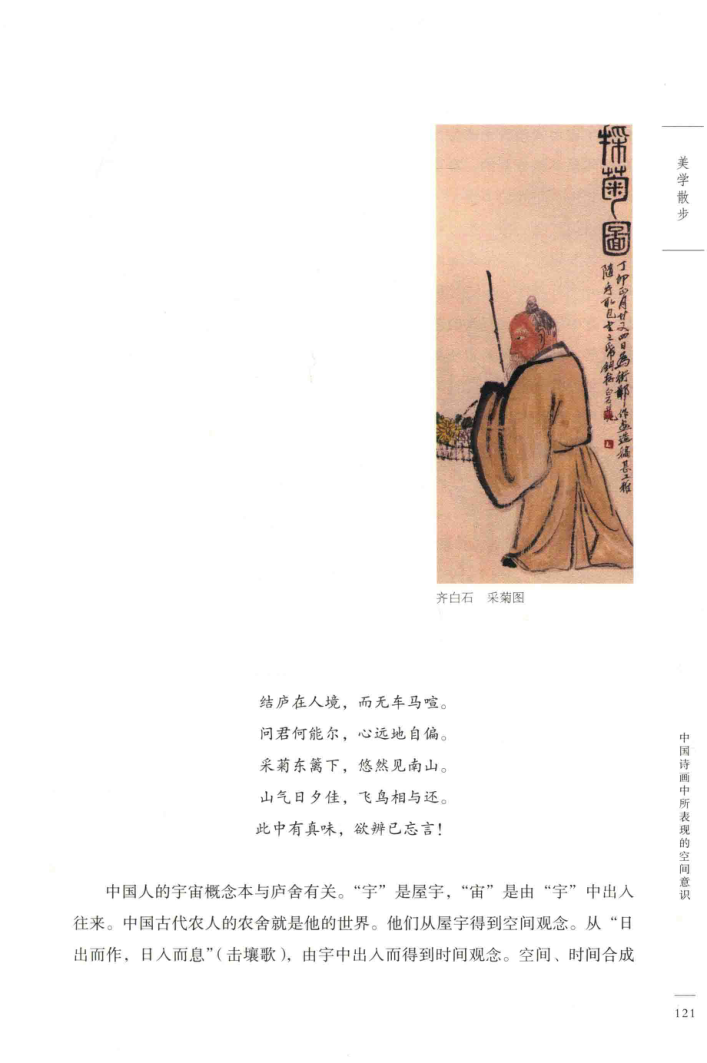 採菊圖
齐白石 采菊图
美学散步
结庐在人境，而无车马喧。
问君何能尔，心远地自偏。
采菊东篱下，悠然见南山。
山气日夕佳，飞鸟相与还。
此中有真味，欲辨已忘言！
中国人的宇宙概念本与庐舍有关。“宇”是屋宇，“宙”是由“宇”中出入
往来。中国古代农人的农舍就是他的世界。他们从屋宇得到空间观念。从“日
出而作，日入而息”（击壤歌），由宇中出入而得到时间观念。空间、时间合成
中国诗画中所表现的空间意识
121